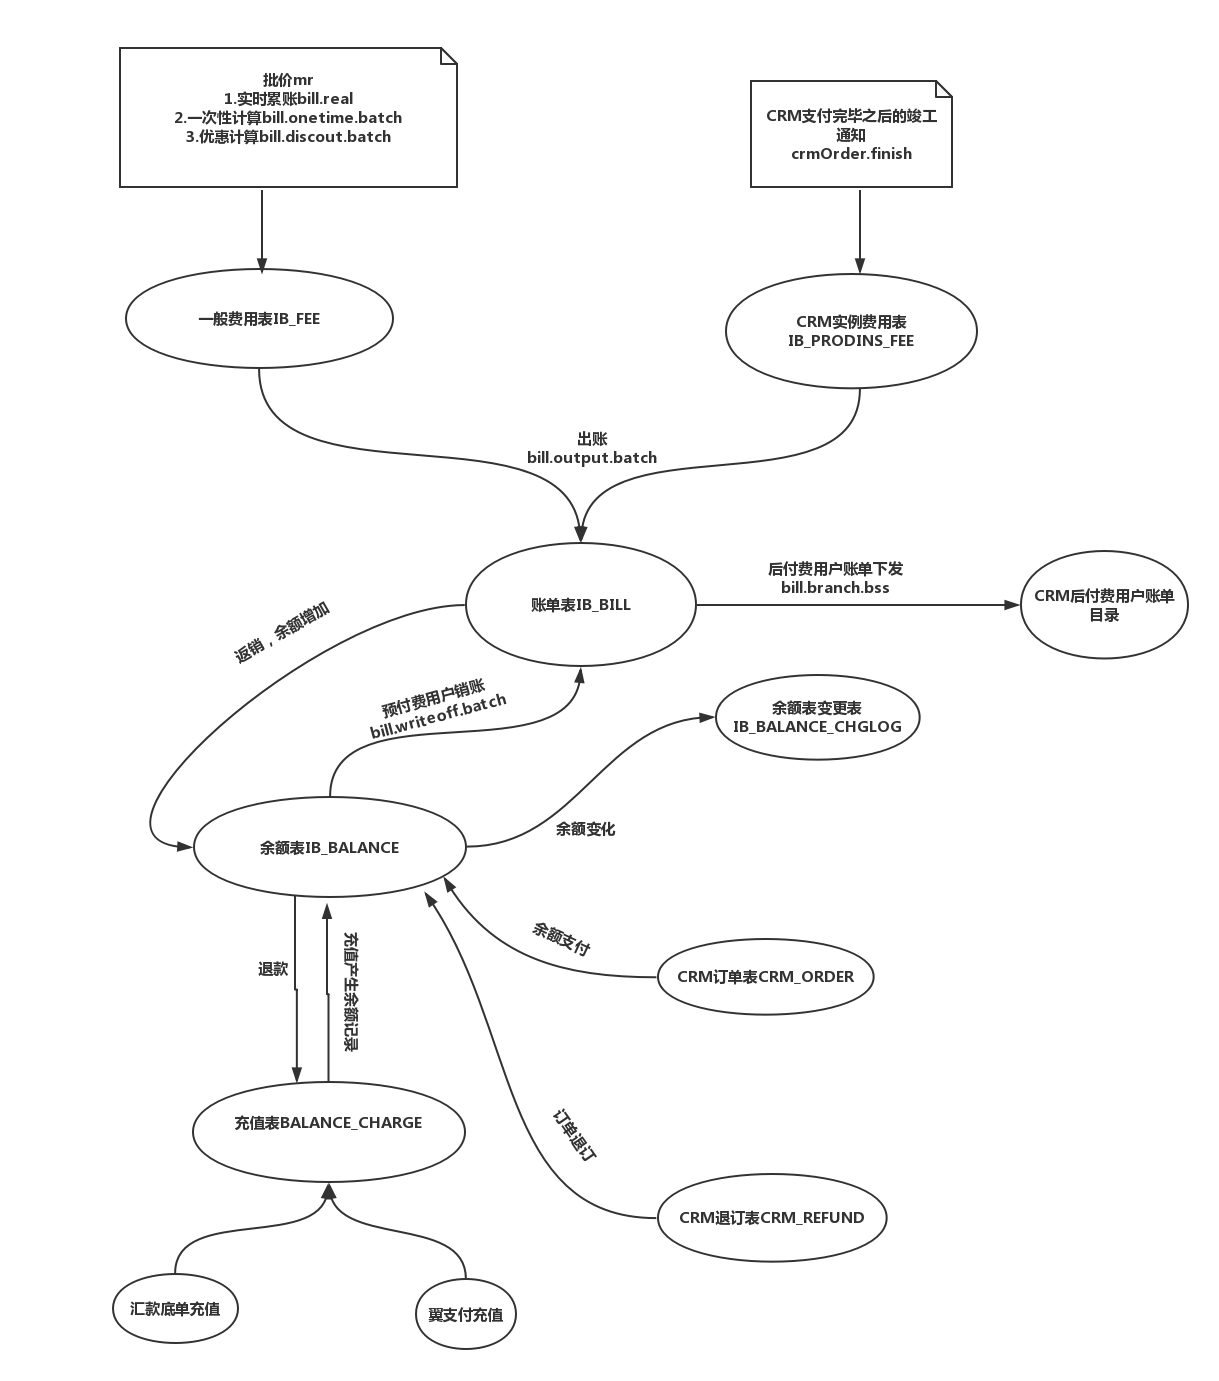 批价mr
1.实时累账bill.real
2.一次性计算bill.onetime.batch
3.优惠计算bill.discout.batch
CRM支付完毕之后的竣工
通知
crmOrder.finish
一般费用表IB_FEE
CRM实例费用表
IB_PRODINS_FEE
出账
bill.output.batch
账单表IB_BILL
后付费用户账单下发
bill.branch.bss
CRM后付费用户账单
目录
返销，余额增加
预付费用户销账
bill.writeoff.batch
余额表变更表
IB_BALANCE_CHGLOG
余额变化
余额表IB_BALANCE
余额支付
CRM订单表CRM_ORDER
退款
充值产生余额记录
充值表BALANCE_CHARGE
订单退订
CRM退订表CRM_REFUND
汇款底单充值
翼支付充值